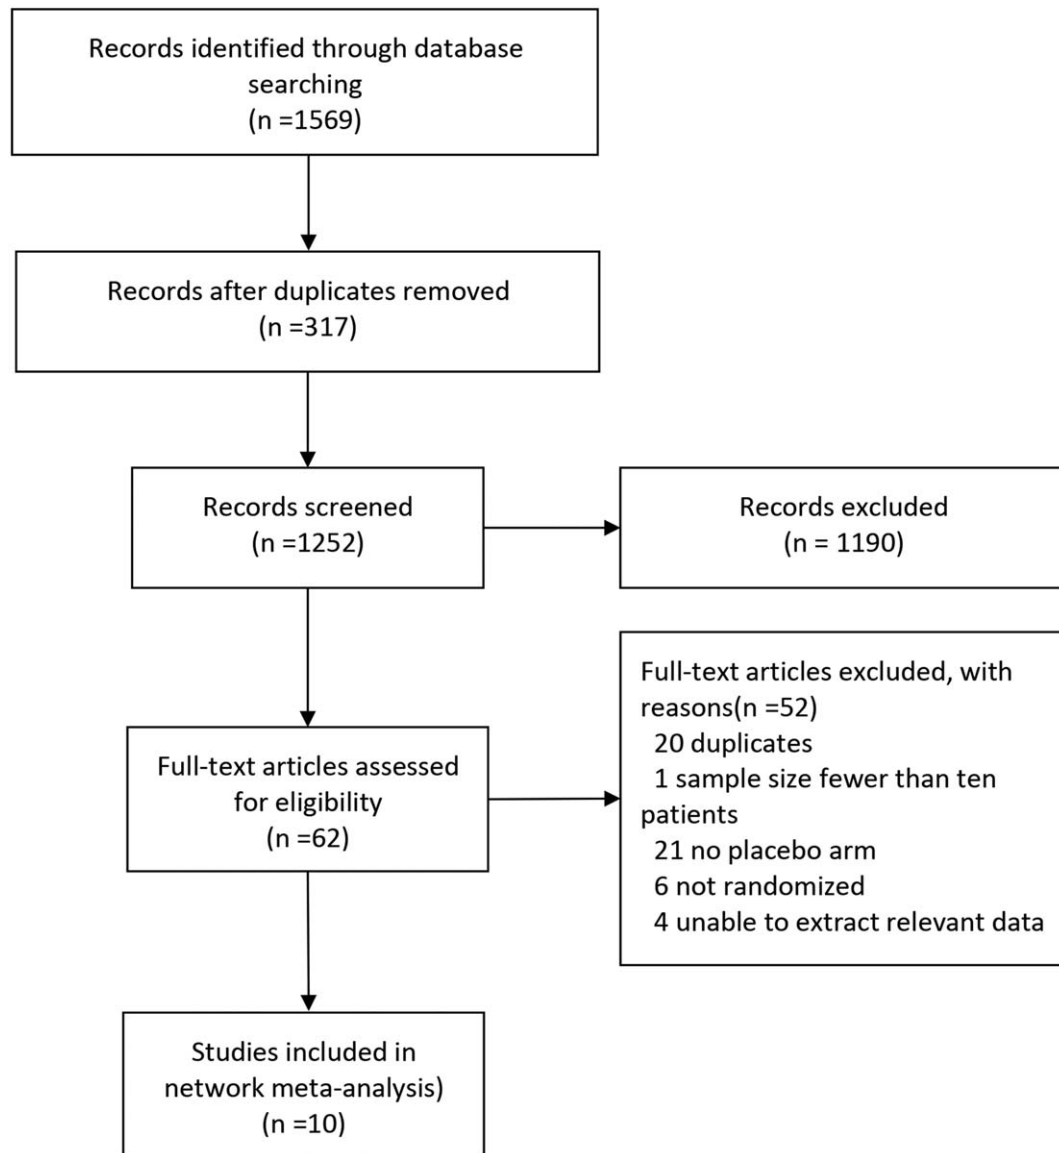 Records identified through database
searching
(n =1569)
Records after duplicates removed
(n =317)
Records screened
(n =1252)
Records excluded
(n = 1190)
Full-text articles assessed
for eligibility
(n =62)
Full-text articles excluded, with
reasons(n =52)
20 duplicates
1 sample size fewer than ten
patients
21 no placebo arm
6 not randomized
4 unable to extract relevant data
Studies included in
network meta-analysis)
(n =10)